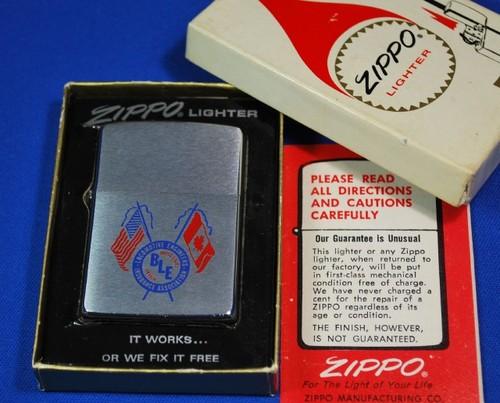 ZIPPO
LIGHTER
ZIPPO® LIGHTER
LOCOMOTIVE ENGINEERS
BLE
INSURANCE ASSOCIATION
IT WORKS...
OR WE FIX IT FREE
PLEASE READ
ALL DIRECTIONS
AND CAUTIONS
CAREFULLY
Our Guarantee is Unusual
This lighter or any Zippo
lighter, when returned to
our factory, will be put
in first-class mechanical
condition free of charge.
We have never charged a
cent for the repair of a
ZIPPO regardless of its
age or condition.
THE FINISH, HOWEVER,
IS NOT GUARANTEED.
ZIPPO®
For The Light of Your Life
ZIPPO MANUFACTURING CO.